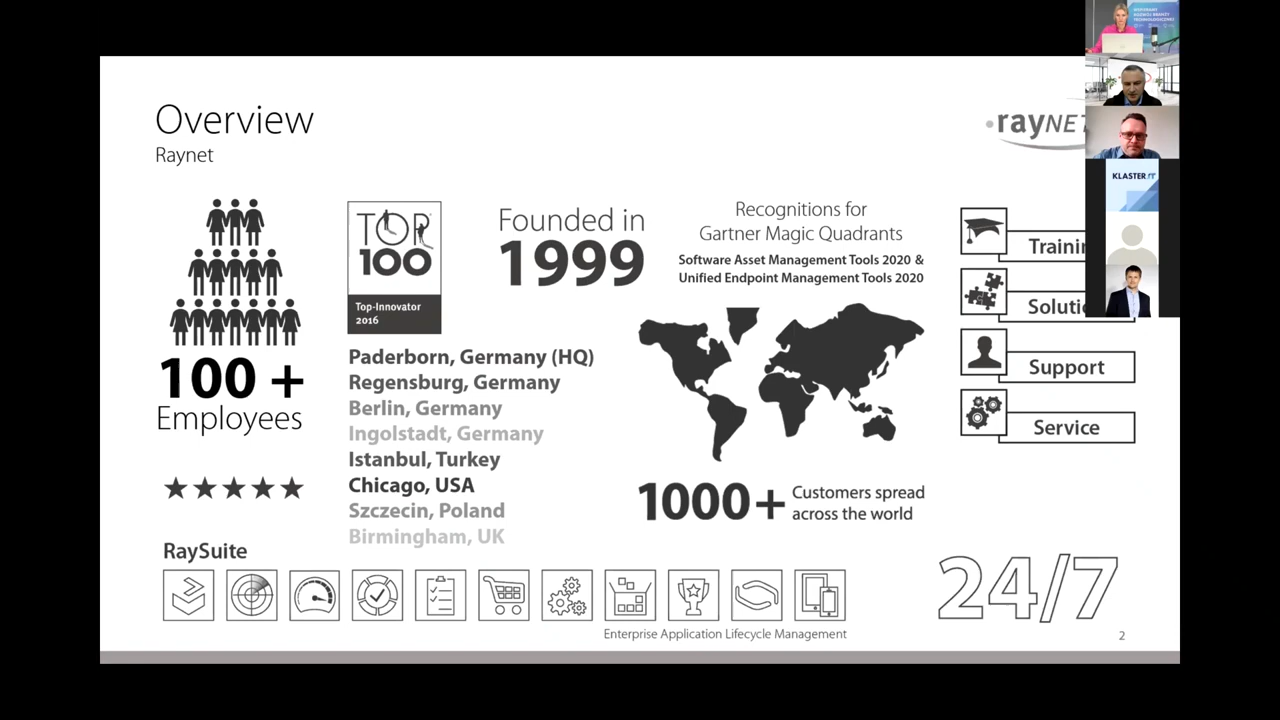 Overview
Raynet
rayNET
100 +
Employees
TOP
100
Top-Innovator
2016
Founded in
1999
Recognitions for
Gartner Magic Quadrants
Software Asset Management Tools 2020 &
Unified Endpoint Management Tools 2020
Paderborn, Germany (HQ)
Regensburg, Germany
Berlin, Germany
Ingolstadt, Germany
Istanbul, Turkey
Chicago, USA
Szczecin, Poland
Birmingham, UK
1000+
Customers spread
across the world
Support
Service
RaySuite
Enterprise Application Lifecycle Management
24/7
2
KLASTER.IT